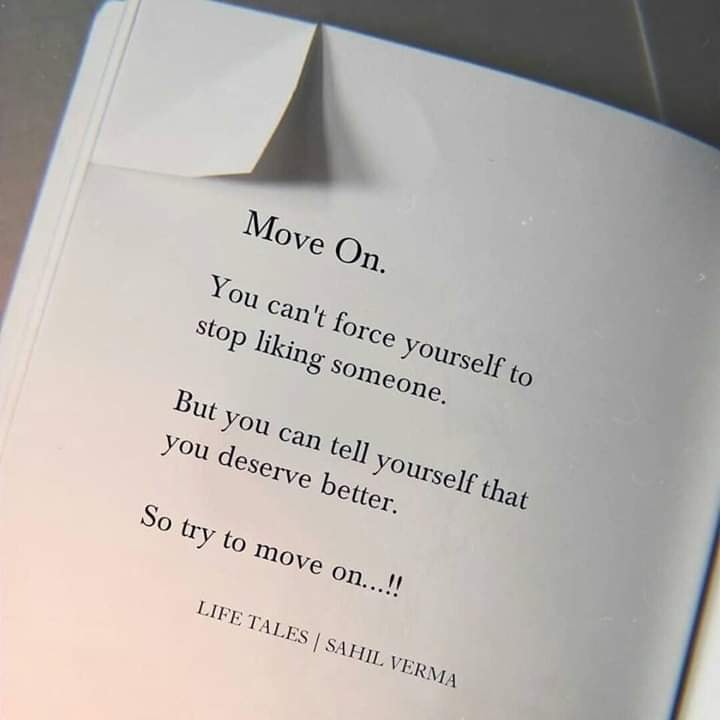 Move On.
You can't force yourself to
stop liking someone.
But you can tell yourself that
you deserve better.
So try to move on...!!
LIFE TALES | SAHIL VERMA